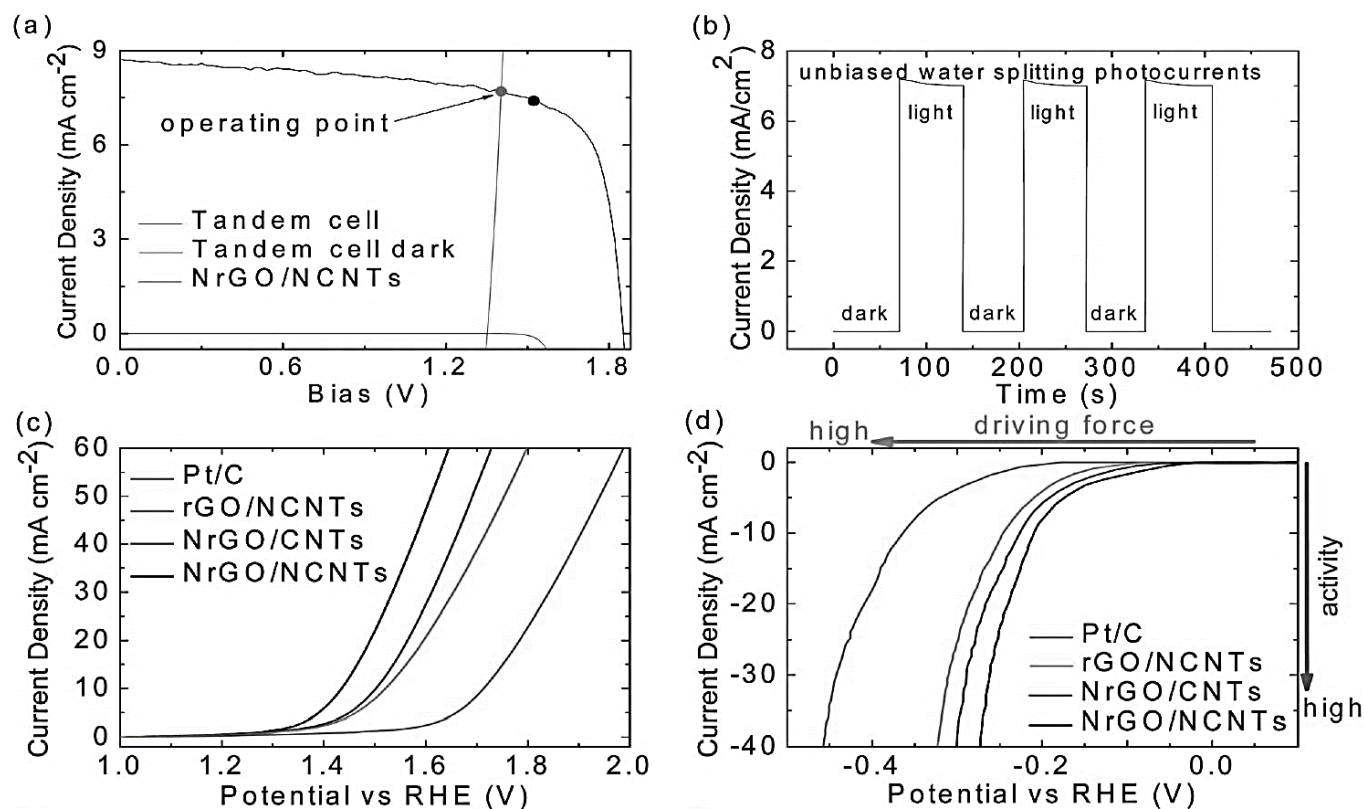 (a)
Current Density (mA cm⁻²)
9
6
3
0
operating point
Tandem cell
Tandem cell dark
NrGO/NCNTs
0.0 0.6 1.2 1.8
Bias (V)
(b)
Current Density (mA/cm²)
8
6
4
2
0
unbiased water splitting photocurrents
light light light
dark dark dark
0 100 200 300 400 500
Time (s)
(c)
Current Density (mA cm⁻²)
60
50
40
30
20
10
0
Pt/C
rGO/NCNTs
NrGO/CNTs
NrGO/NCNTs
1.0 1.2 1.4 1.6 1.8 2.0
Potential vs RHE (V)
(d)
high driving force
Current Density (mA cm⁻²)
0
-10
-20
-30
-40
Pt/C
rGO/NCNTs
NrGO/CNTs
NrGO/NCNTs
activity
high
-0.4 -0.2 0.0
Potential vs RHE (V)